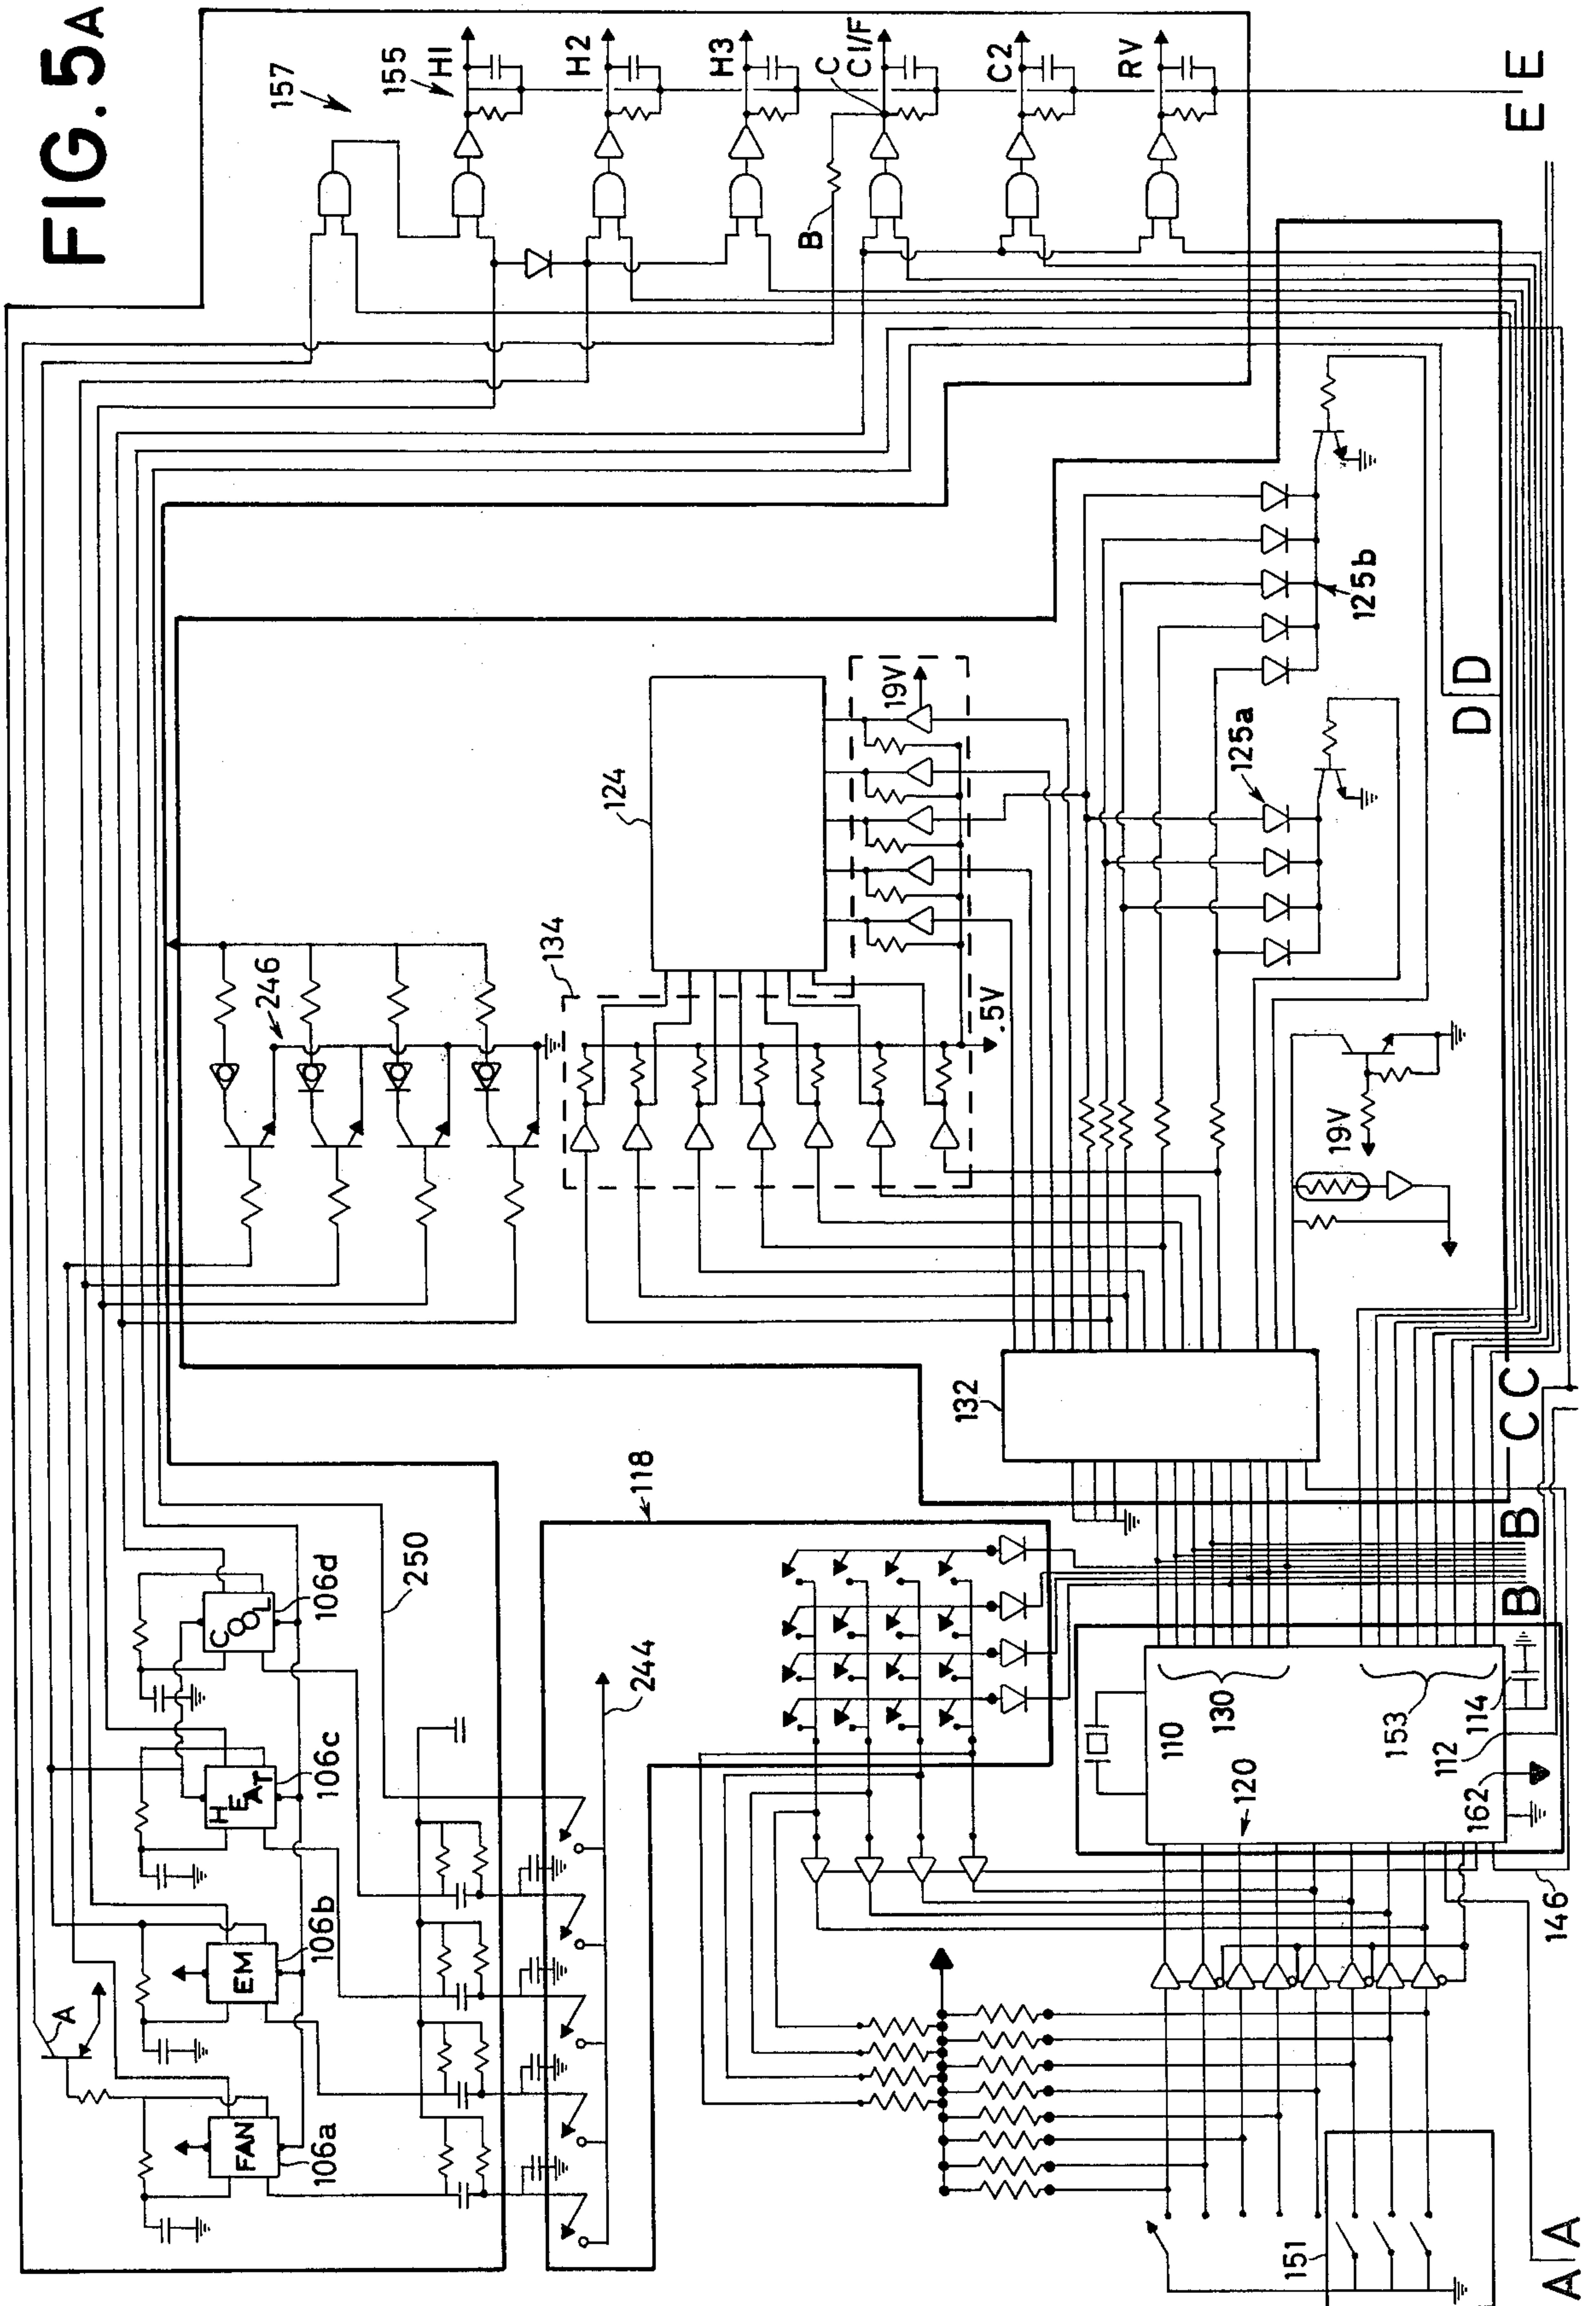 FIG. 5A
157
155
H1
H2
H3
C
C1/F
C2
RV
B
E E
A
FAN
106a
EM
106b
HEAT
106c
COOL
106d
250
246
244
118
134
124
19V
.5V
125a
125b
19V
D D
132
C C
B B
110
130
120
153
112
114
162
146
151
A A